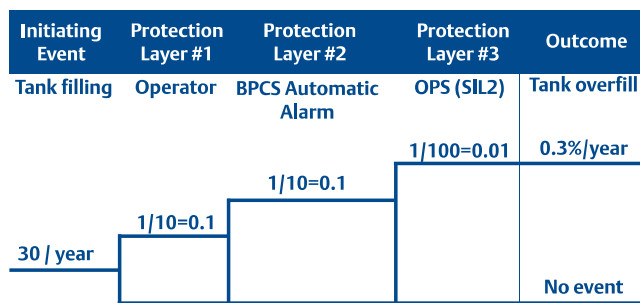 Initiating Event
Protection Layer #1
Protection Layer #2
Protection Layer #3
Outcome
Tank filling
Operator
BPCS Automatic Alarm
OPS (SIL2)
Tank overfill
1/100=0.01
0.3%/year
1/10=0.1
1/10=0.1
30 / year
No event